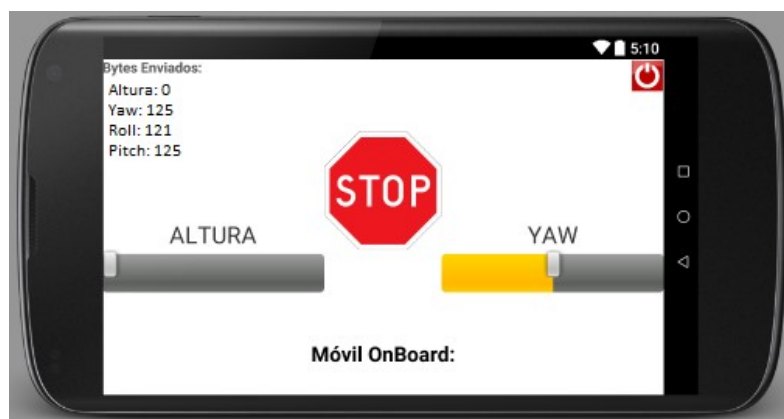 5:10
Bytes Enviados:
Altura: 0
Yaw: 125
Roll: 121
Pitch: 125
STOP
ALTURA
YAW
Móvil OnBoard: